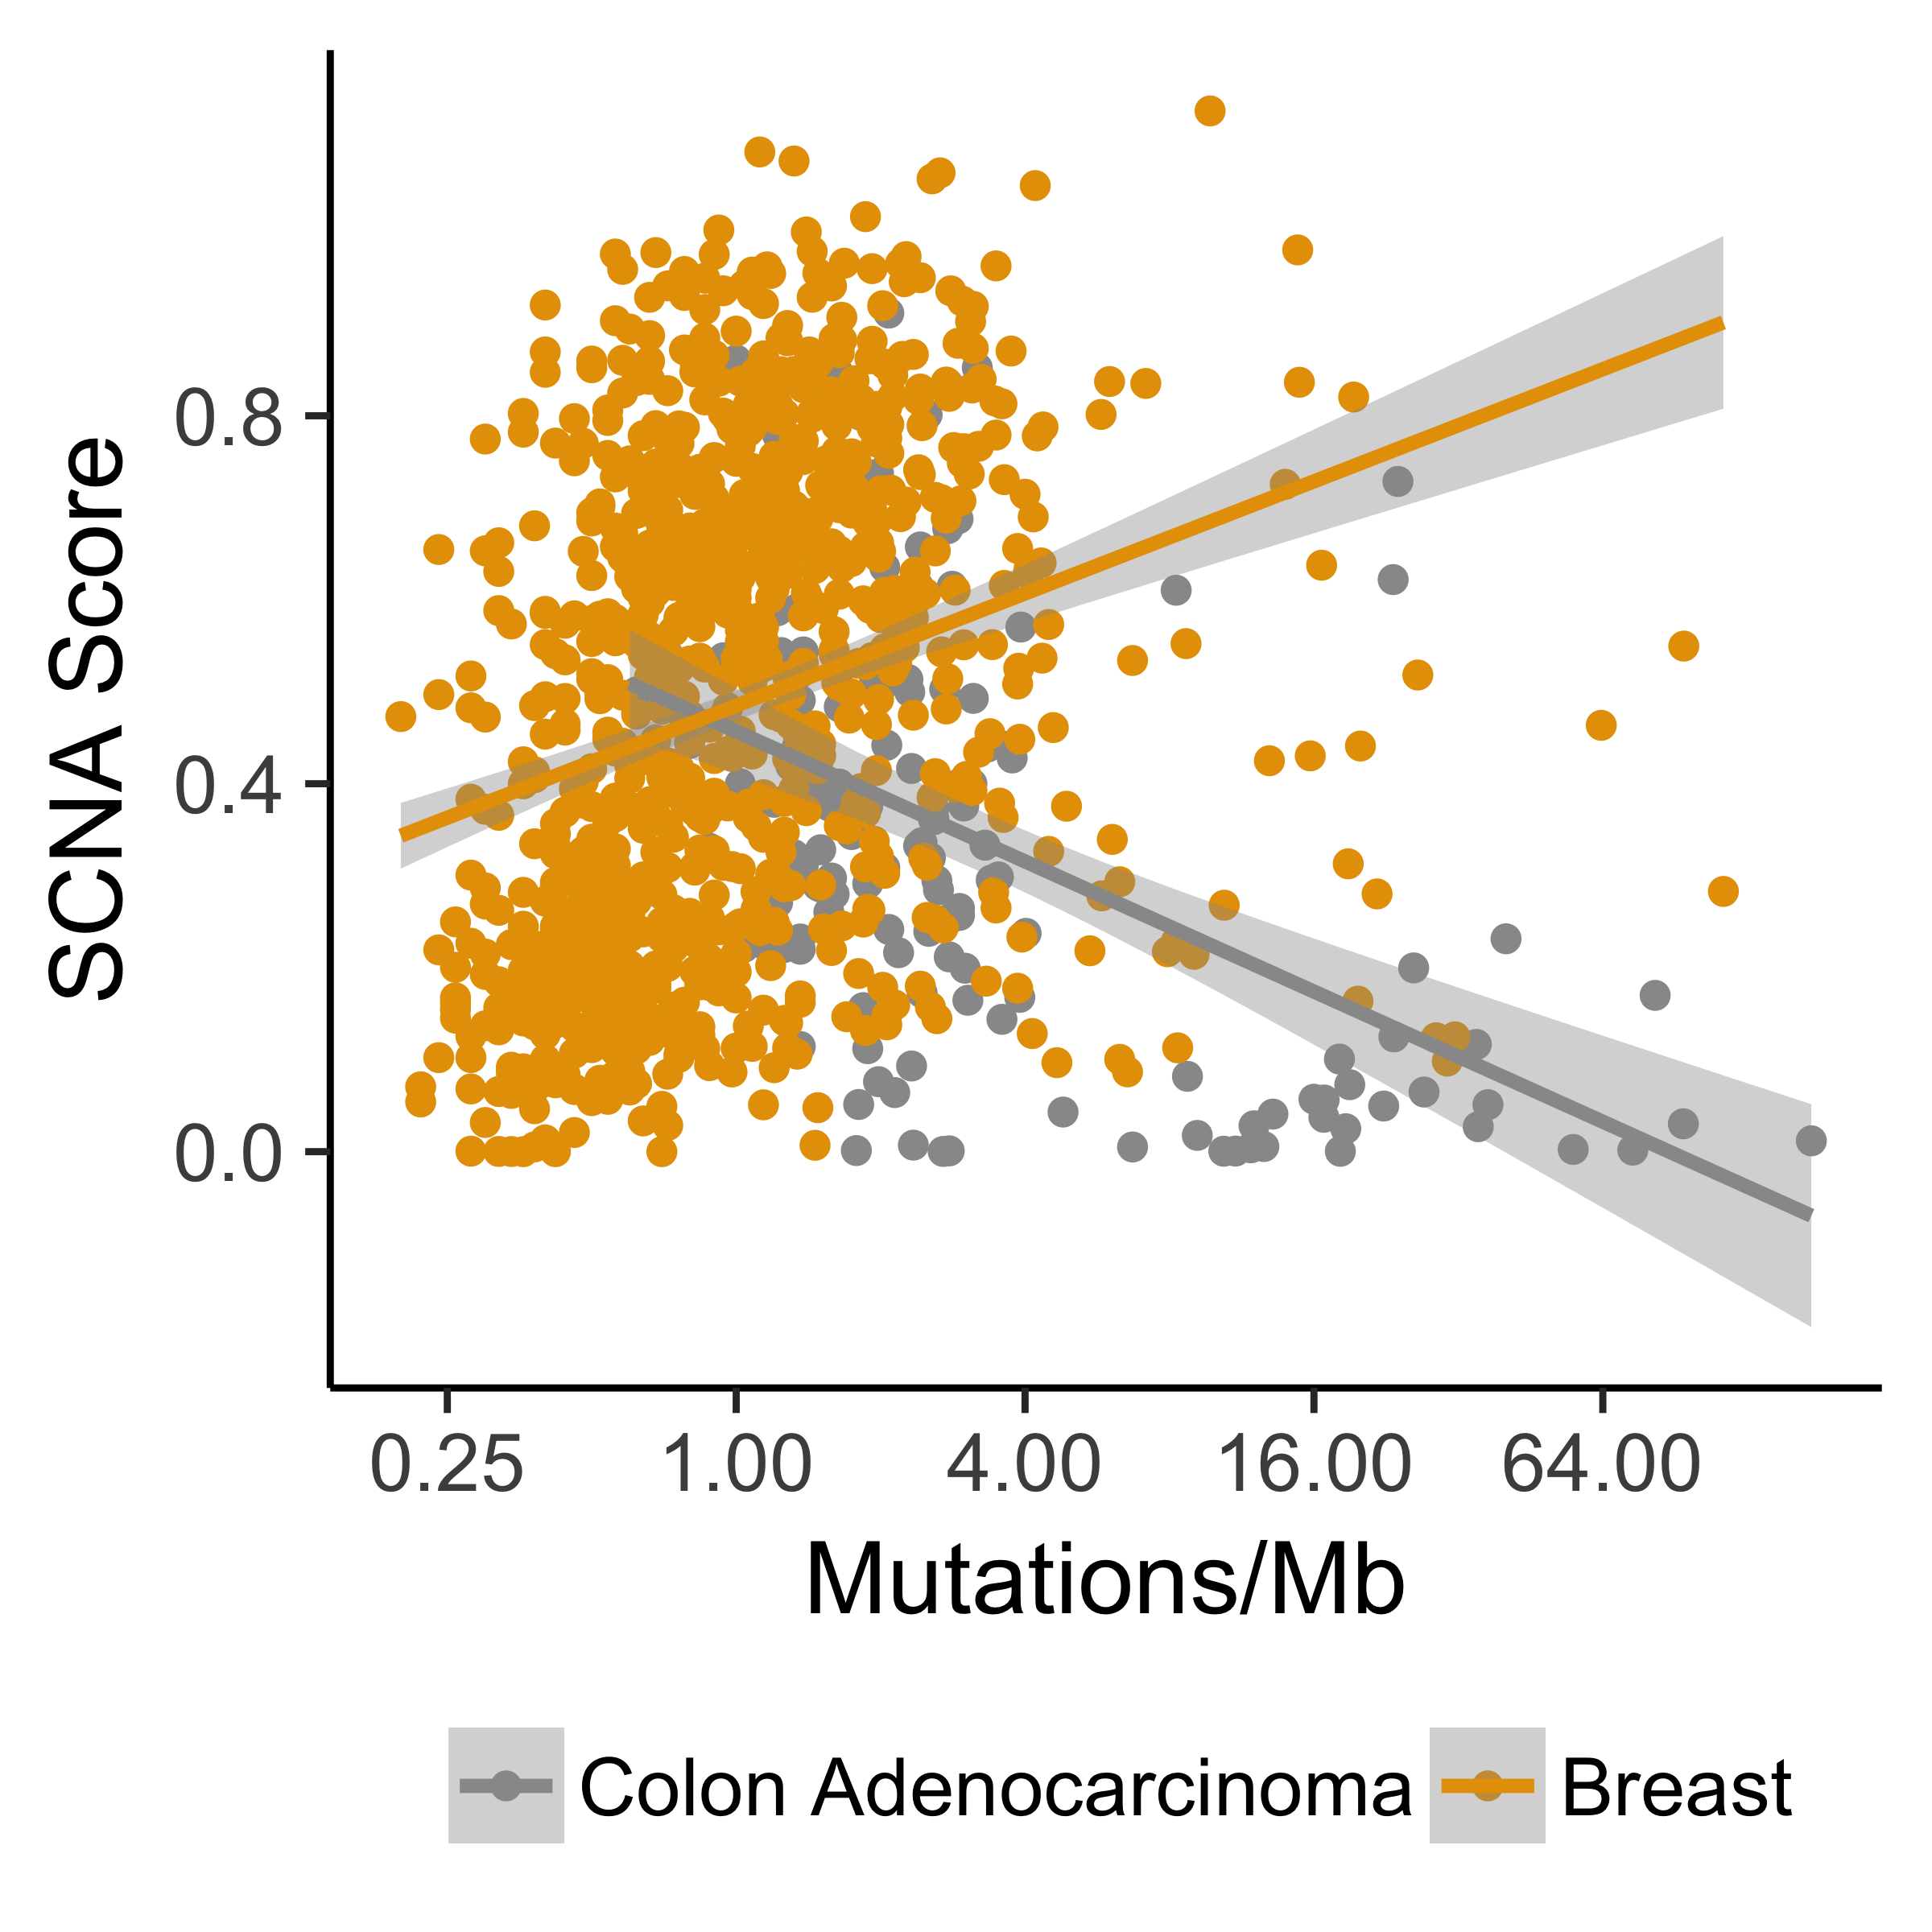 SCNA Score
0.8
0.4
0.0
0.25 1.00 4.00 16.00 64.00
Mutations/Mb
Colon Adenocarcinoma Breast